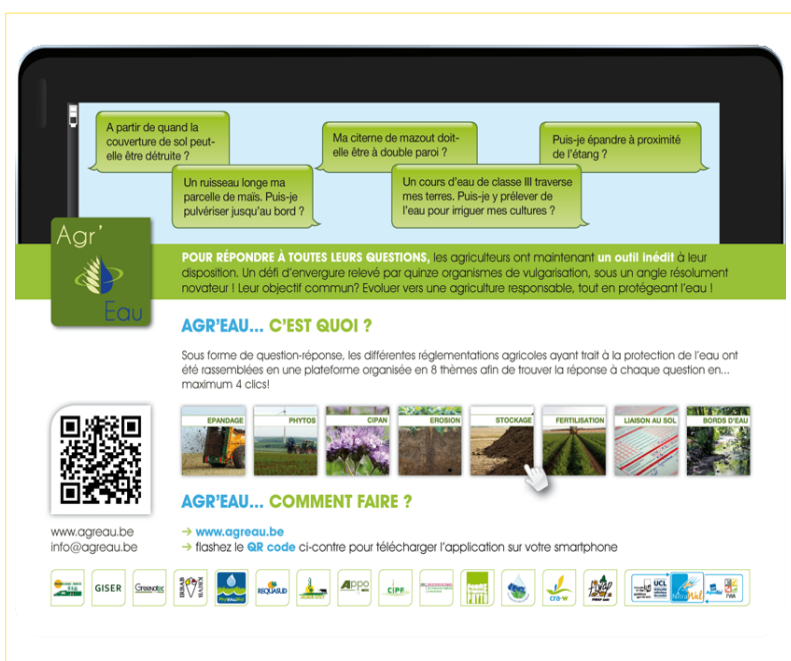 A partir de quand la
couverture de sol peut-
elle être détruite ?
Ma citerne de mazout doit-
elle être à double paroi ?
Puis-je épandre à proximité
de l'étang ?
Un ruisseau longe ma
parcelle de maïs. Puis-je
pulvériser jusqu'au bord ?
Un cours d'eau de classe III traverse
mes terres. Puis-je y prélever de
l'eau pour irriguer mes cultures ?
Agr'
Eau
POUR RÉPONDRE À TOUTES LEURS QUESTIONS, les agriculteurs ont maintenant un outil inédit à leur
disposition. Un défi d'envergure relevé par quinze organismes de vulgarisation, sous un angle résolument
novateur ! Leur objectif commun? Evoluer vers une agriculture responsable, tout en protégeant l'eau !
AGR'EAU... C'EST QUOI ?
Sous forme de question-réponse, les différentes réglementations agricoles ayant trait à la protection de l'eau ont
été rassemblées en une plateforme organisée en 8 thèmes afin de trouver la réponse à chaque question en...
maximum 4 clics!
EPANDAGE
PHYTOS
CIPAN
EROSION
STOCKAGE
FERTILISATION
LIAISON AU SOL
BORDS D'EAU
AGR'EAU... COMMENT FAIRE ?
www.agreau.be
info@agreau.be
→ www.agreau.be
→ flashez le QR code ci-contre pour télécharger l'application sur votre smartphone
GISER
Greenotec
REQUASUD
Appo
CIPF
cra-w
UCL
NitraWal
FWA